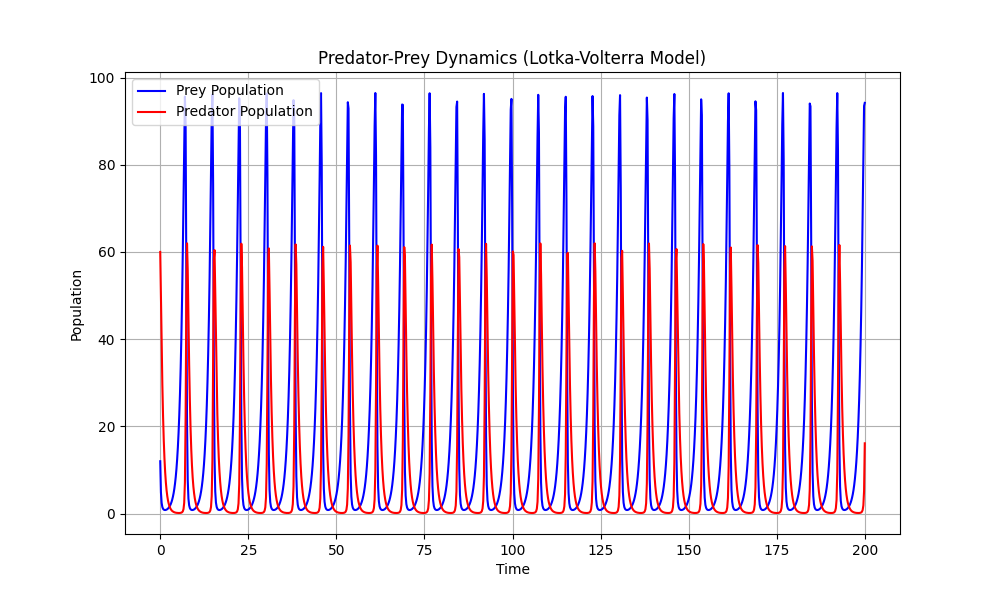 Predator-Prey Dynamics (Lotka-Volterra Model)
Prey Population
Predator Population
Population
100
80
60
40
20
0
0 25 50 75 100 125 150 175 200
Time